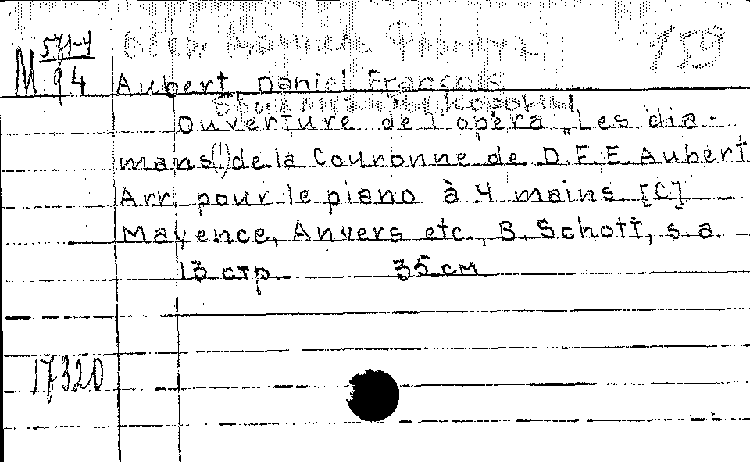 М 571-4
94
159
Aubert, Daniel François
Ouverture de l'opéra „Les dia-
mans(!) de la Couronne de D. F. E. Aubert
Arr. pour le piano à 4 mains [C]
Mayence, Anvers etc., B. Schott, s. a.
13 стр. 35 см
17320